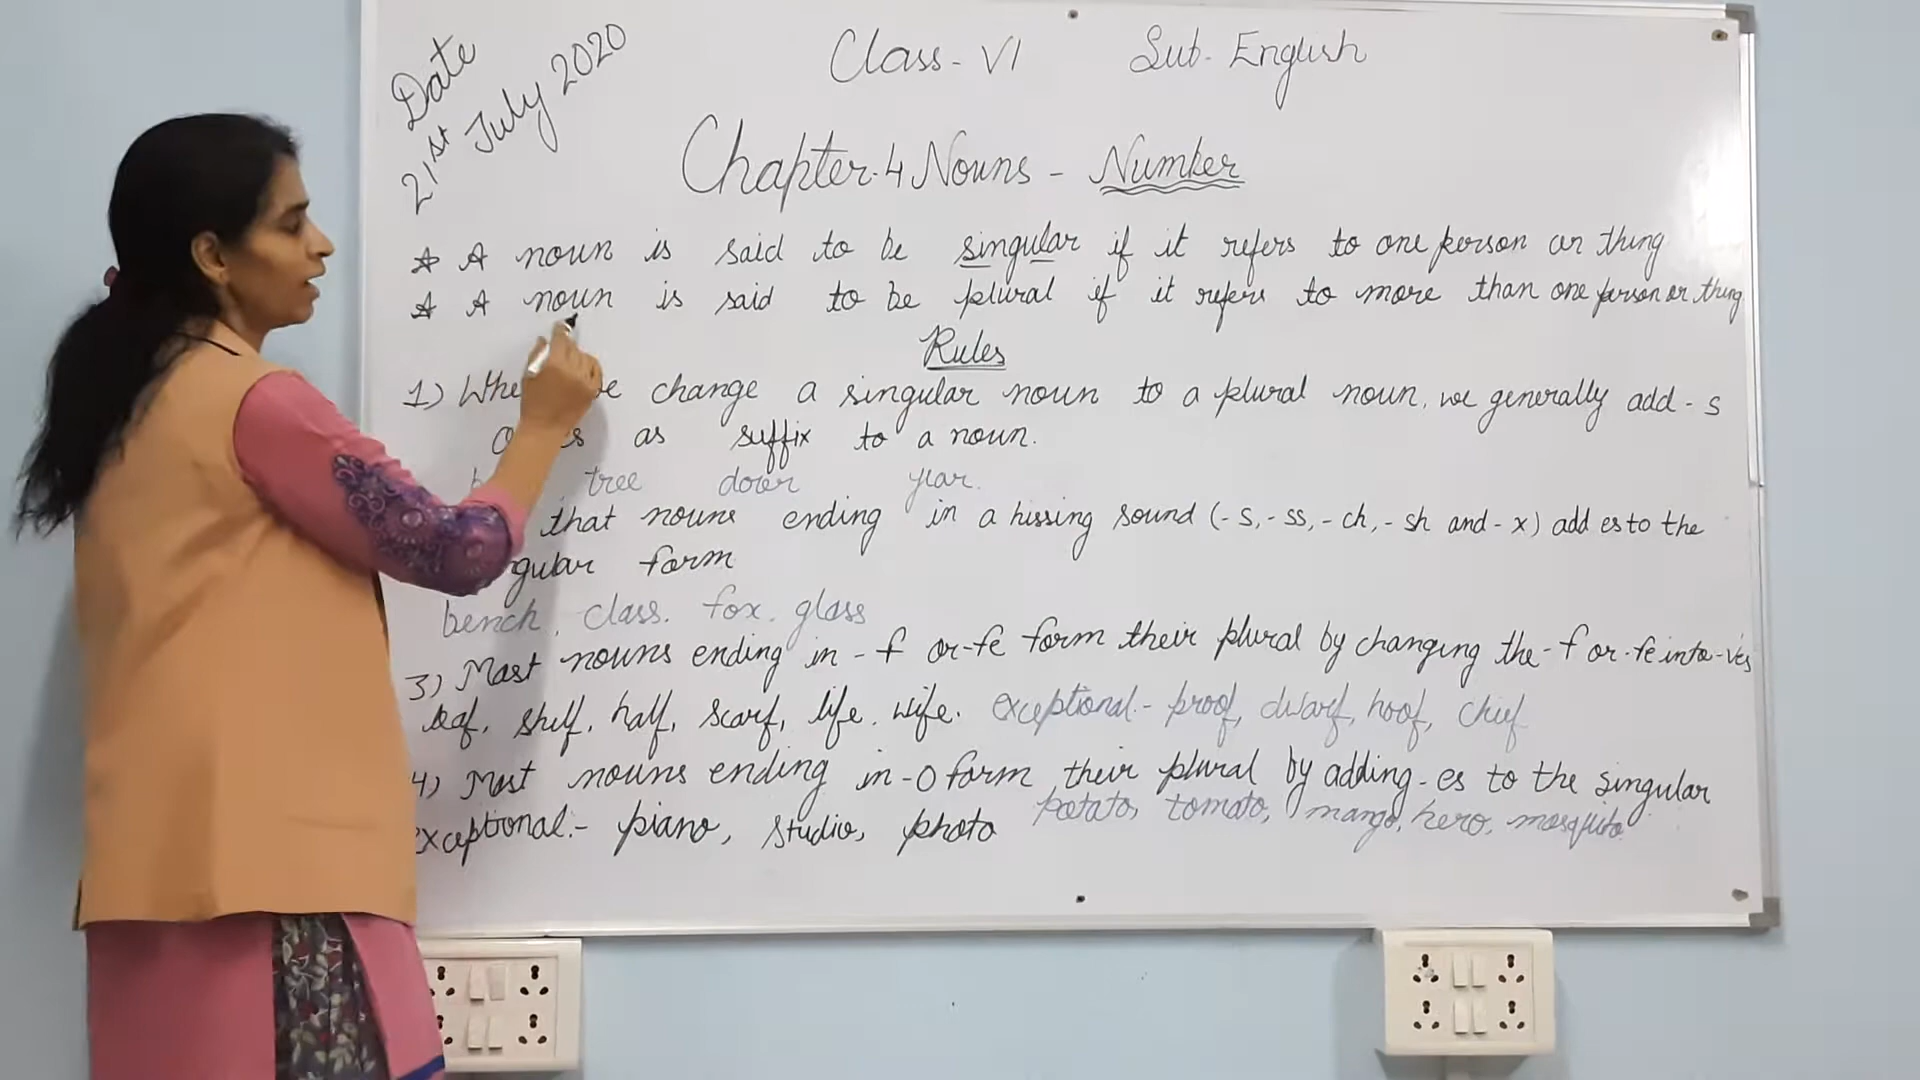 Date
21st July 2020
Class - VI Sub - English
Chapter-4 Nouns - Number
A noun is said to be singular if it refers to one person or thing
A noun is said to be plural if it refers to more than one person or thing
Rules
1) Whe change a singular noun to a plural noun, we generally add - s
es as suffix to a noun.
tree door year.
that nouns ending in a hissing sound (- s, - ss, - ch, - sh and - x) add es to the
gular form
bench, class. fox. glass
3) Most nouns ending in - f or -fe form their plural by changing the - f or -fe into -ves
leaf, shelf, half, scarf, life, wife. exceptional - proof, dwarf, hoof, chief
4) Most nouns ending in - O form their plural by adding - es to the singular
potato, tomato, mango, hero, mosquito
exceptional:- piano, studio, photo